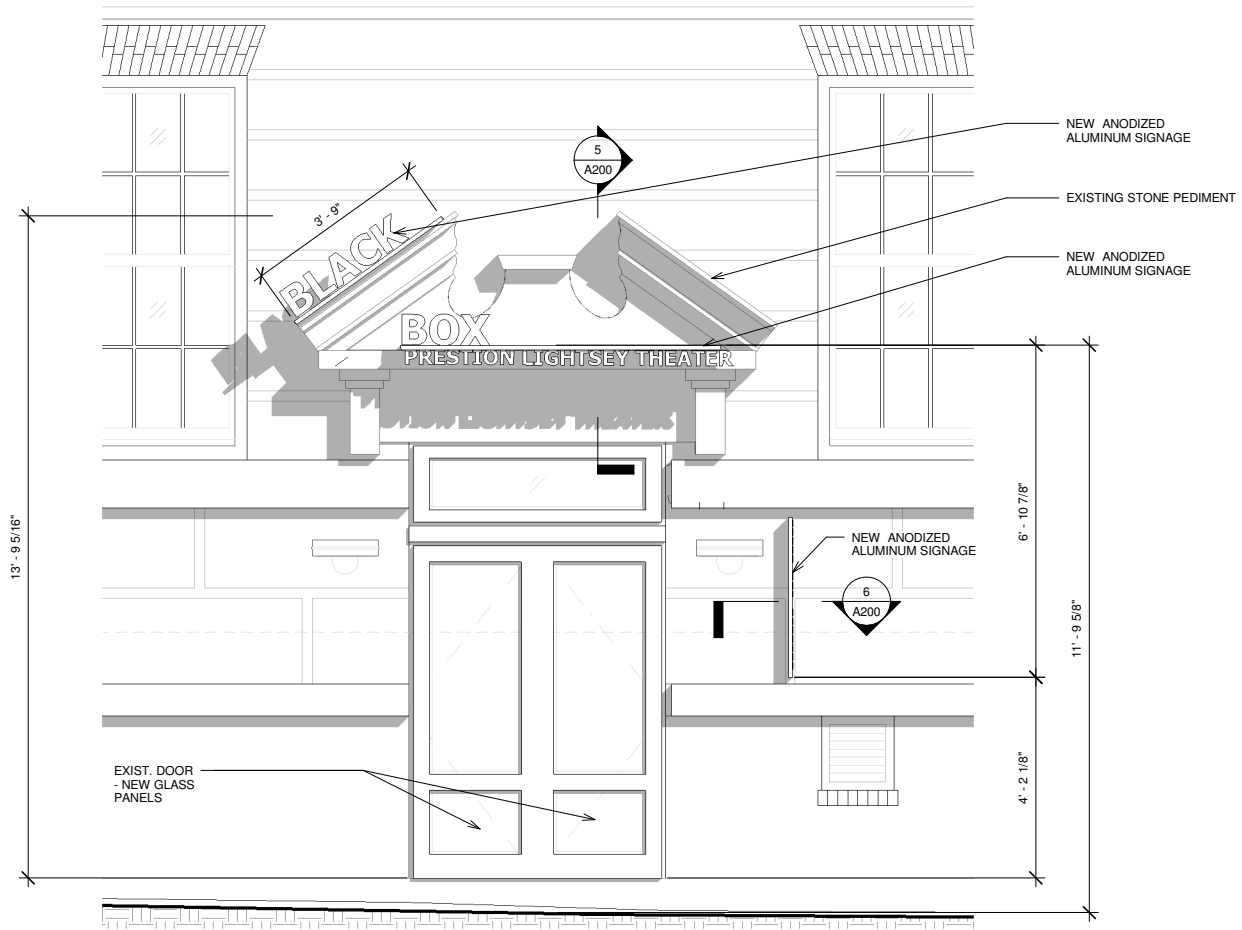 NEW  ANODIZED
ALUMINUM SIGNAGE
5
A200
EXISTING STONE PEDIMENT
3' - 9"
BLACK
NEW  ANODIZED
ALUMINUM SIGNAGE
BOX
PRESTION LIGHTSEY THEATER
6' - 10 7/8"
13' - 9 5/16"
NEW  ANODIZED
ALUMINUM SIGNAGE
6
A200
11' - 9 5/8"
EXIST. DOOR
- NEW GLASS
PANELS
4' - 2 1/8"